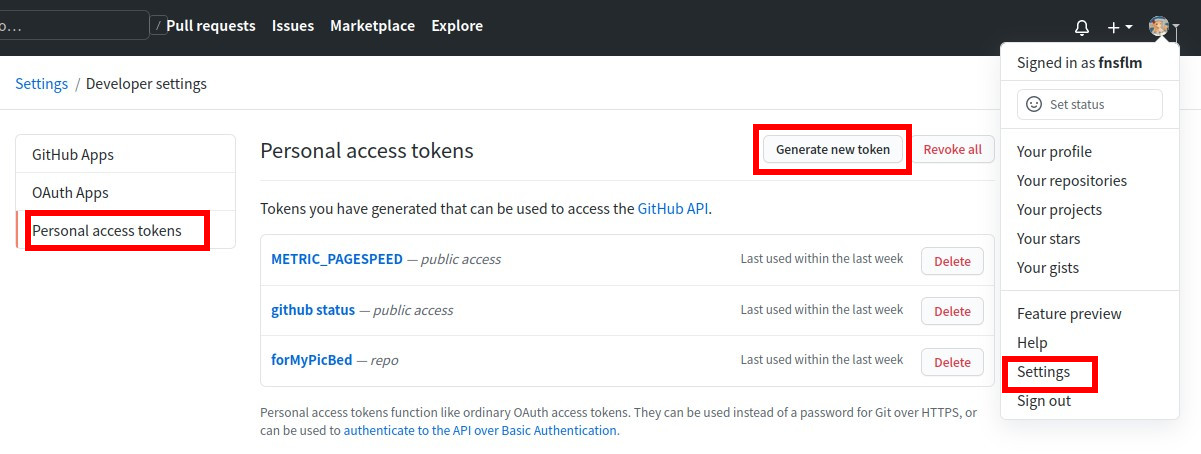 o... / Pull requests Issues Marketplace Explore
Settings / Developer settings
GitHub Apps
OAuth Apps
Personal access tokens
Personal access tokens
Generate new token
Revoke all
Tokens you have generated that can be used to access the GitHub API.
METRIC_PAGESPEED — public access Last used within the last week Delete
github status — public access Last used within the last week Delete
forMyPicBed — repo Last used within the last week Delete
Personal access tokens function like ordinary OAuth access tokens. They can be used instead of a password for Git over HTTPS, or
can be used to authenticate to the API over Basic Authentication.
Signed in as fnsflm
Set status
Your profile
Your repositories
Your projects
Your stars
Your gists
Feature preview
Help
Settings
Sign out